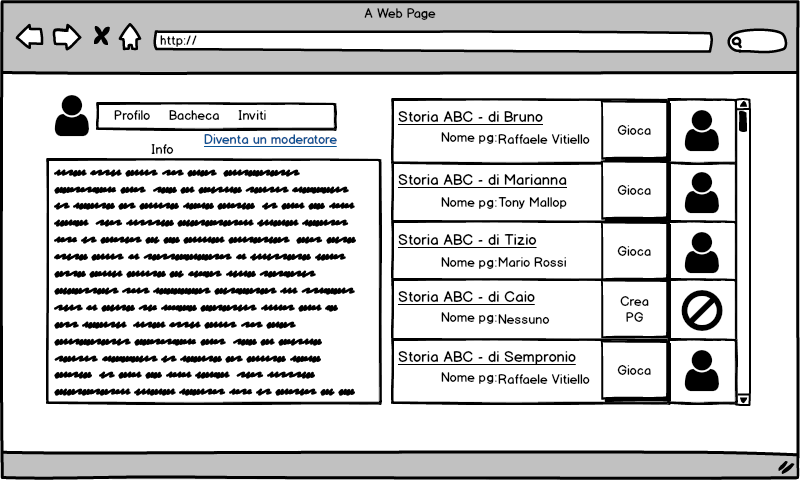 A Web Page
http://
Profilo Bacheca Inviti
Diventa un moderatore
Info
Storia ABC - di Bruno
Nome pg: Raffaele Vitiello
Gioca
Storia ABC - di Marianna
Nome pg: Tony Mallop
Gioca
Storia ABC - di Tizio
Nome pg: Mario Rossi
Gioca
Storia ABC - di Caio
Nome pg: Nessuno
Crea
PG
Storia ABC - di Sempronio
Nome pg: Raffaele Vitiello
Gioca